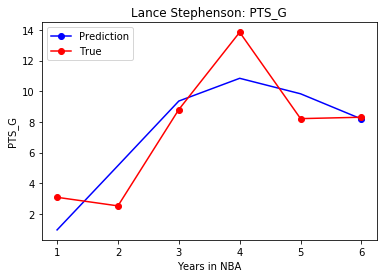 Lance Stephenson: PTS_G
Prediction
True
PTS_G
14
12
10
8
6
4
2
1 2 3 4 5 6
Years in NBA